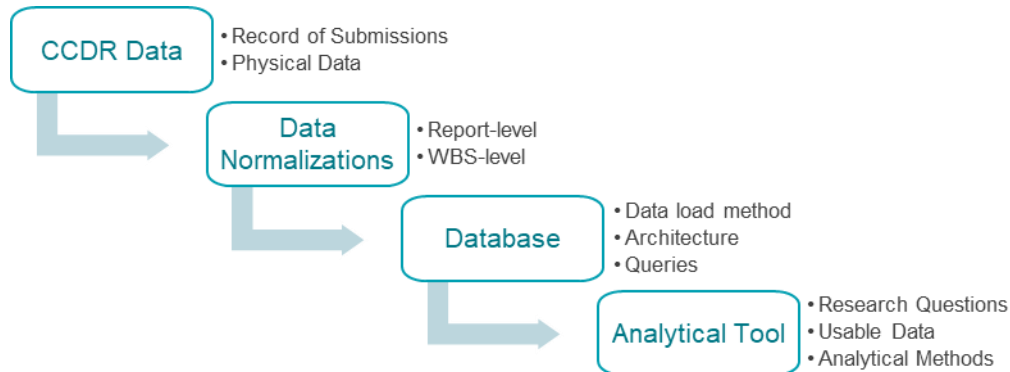 CCDR Data
• Record of Submissions
• Physical Data
Data
Normalizations
• Report-level
• WBS-level
Database
• Data load method
• Architecture
• Queries
Analytical Tool
• Research Questions
• Usable Data
• Analytical Methods